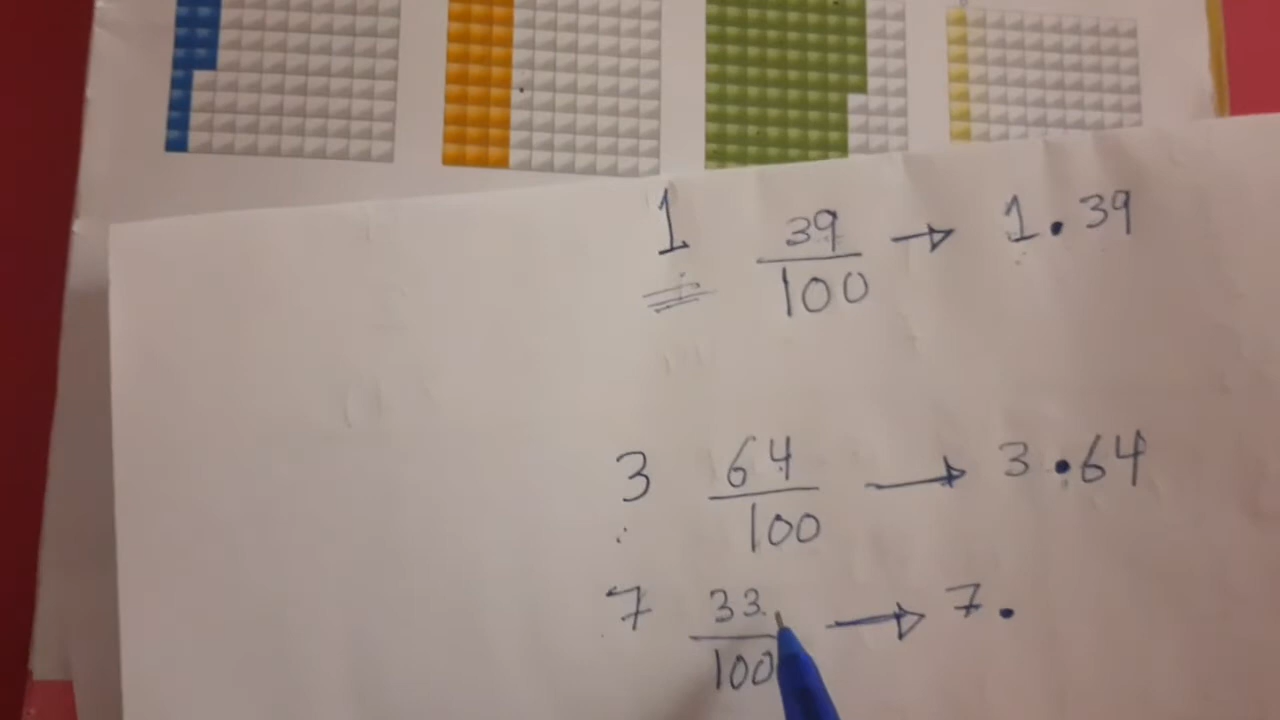 1 39/100 → 1.39
3 64/100 → 3.64
7 33/100 → 7.